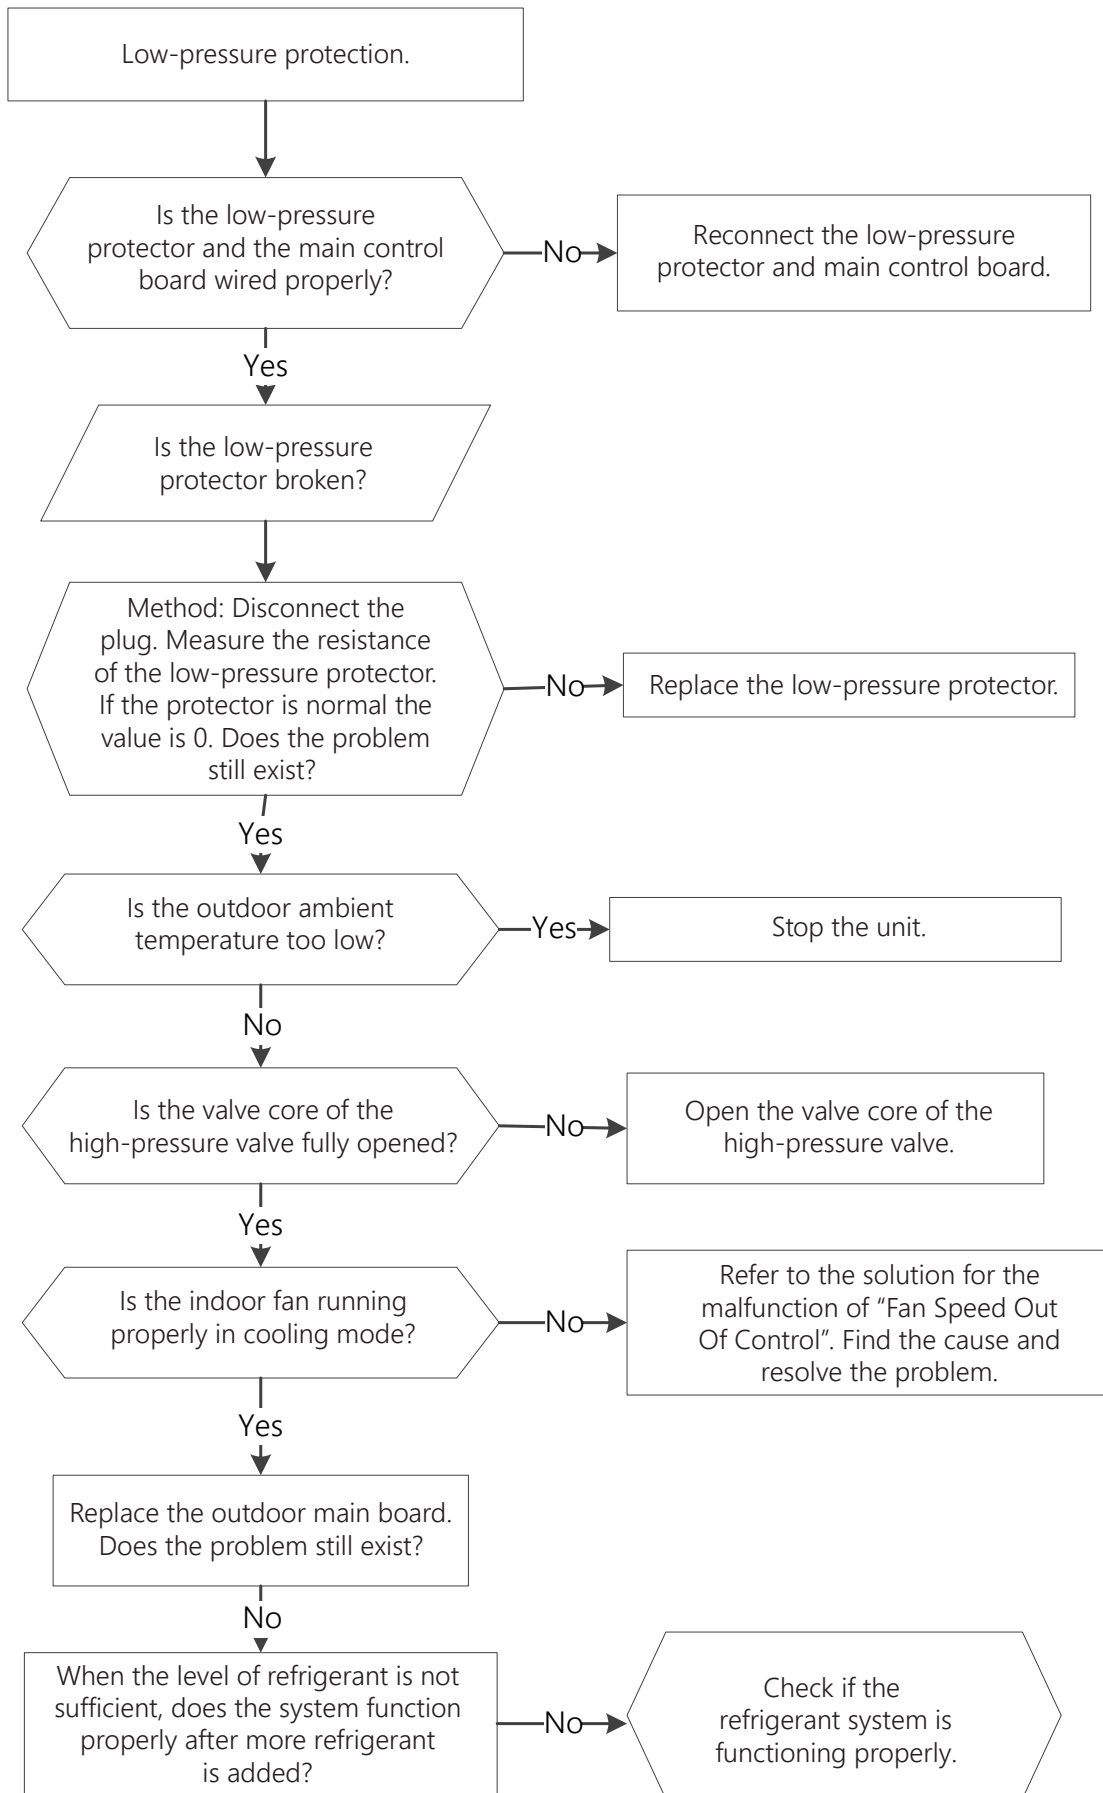 Low-pressure protection.
Is the low-pressure
protector and the main control
board wired properly?
No
Reconnect the low-pressure
protector and main control board.
Yes
Is the low-pressure
protector broken?
Method: Disconnect the
plug. Measure the resistance
of the low-pressure protector.
If the protector is normal the
value is 0. Does the problem
still exist?
No
Replace the low-pressure protector.
Yes
Is the outdoor ambient
temperature too low?
Yes
Stop the unit.
No
Is the valve core of the
high-pressure valve fully opened?
No
Open the valve core of the
high-pressure valve.
Yes
Is the indoor fan running
properly in cooling mode?
No
Refer to the solution for the
malfunction of “Fan Speed Out
Of Control”. Find the cause and
resolve the problem.
Yes
Replace the outdoor main board.
Does the problem still exist?
No
When the level of refrigerant is not
sufficient, does the system function
properly after more refrigerant
is added?
No
Check if the
refrigerant system is
functioning properly.